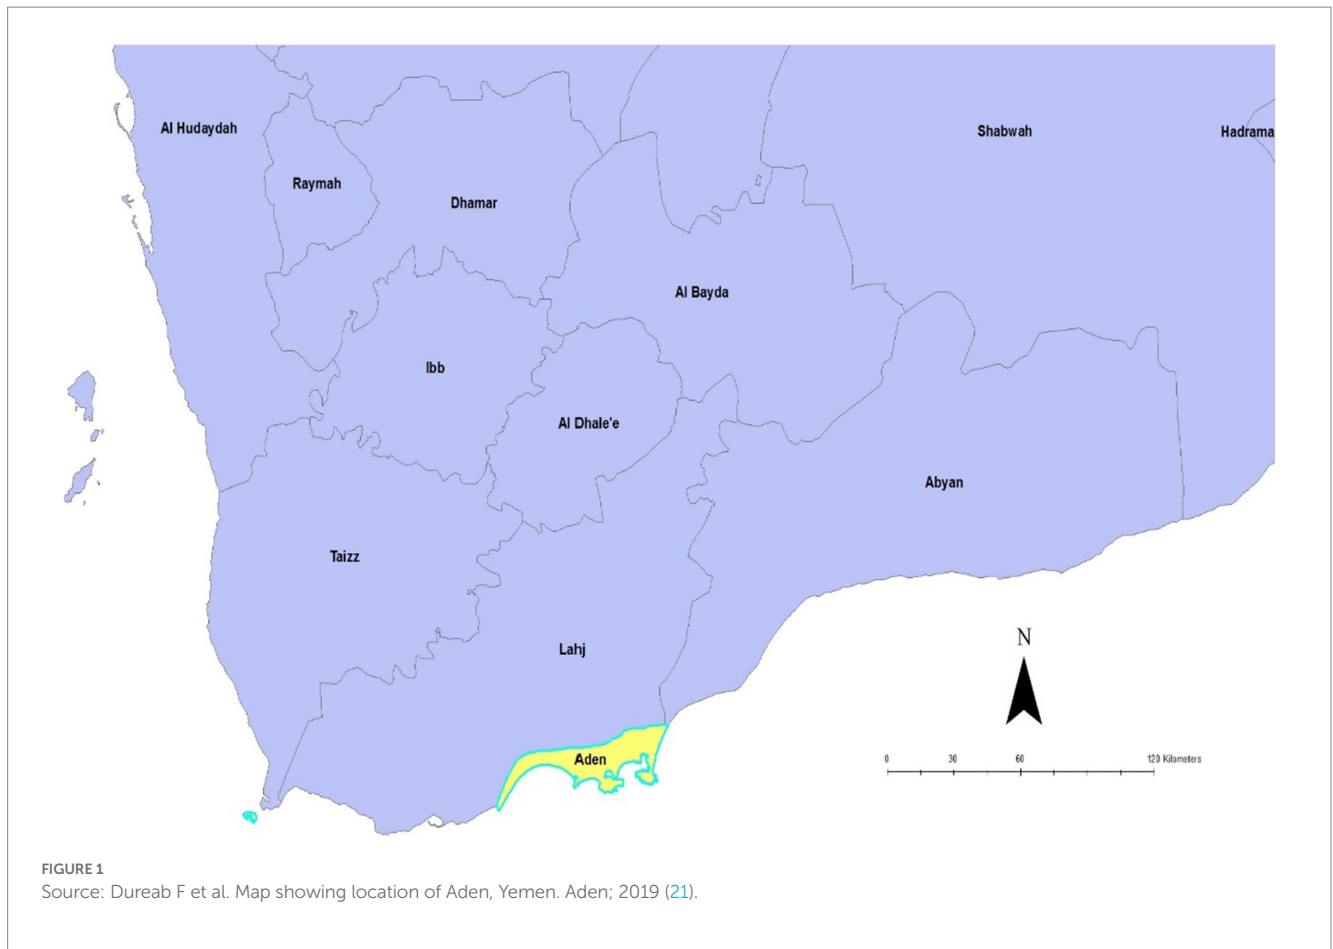 Al Hudaydah
Shabwah
Hadrama
Raymah
Dhamar
Al Bayda
Ibb
Al Dhale'e
Abyan
Taizz
N
Lahj
Aden
0 30 60 120 Kilometers
FIGURE 1
Source: Dureab F et al. Map showing location of Aden, Yemen. Aden; 2019 (21).